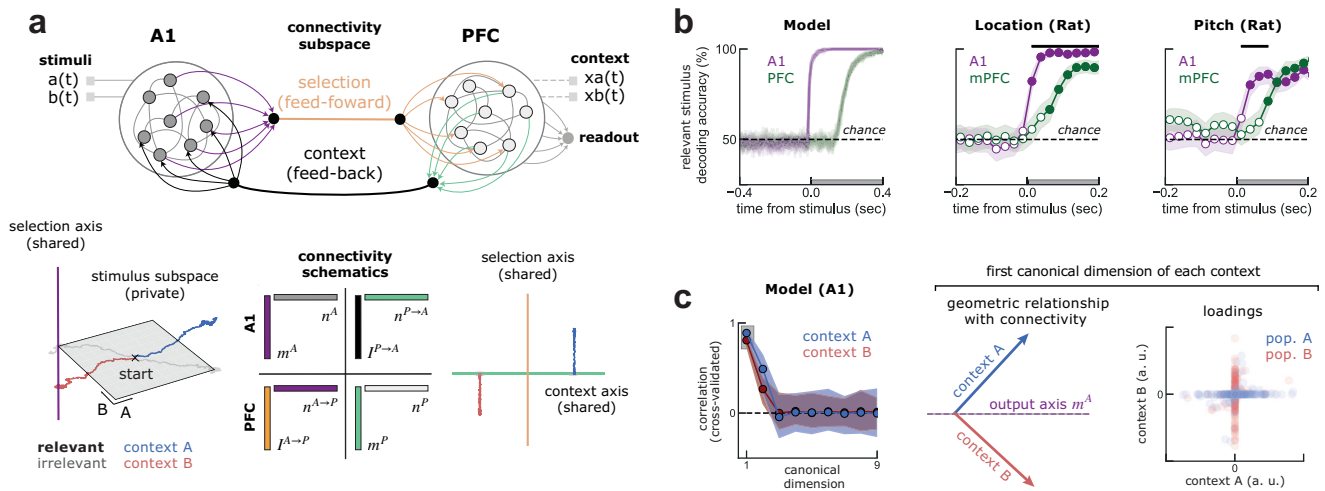 a
A1
connectivity
subspace
PFC
stimuli
a(t)
b(t)
selection
(feed-foward)
context
(feed-back)
context
xa(t)
xb(t)
readout
selection axis
(shared)
stimulus subspace
(private)
start
B
A
relevant
irrelevant
context A
context B
connectivity
schematics
A1
PFC
n^A
m^A
n^{P→A}
I^{P→A}
n^{A→P}
I^{A→P}
n^P
m^P
selection axis
(shared)
context axis
(shared)
b
Model
relevant stimulus
decoding accuracy (%)
100
50
A1
PFC
chance
−0.4
0.0
0.4
time from stimulus (sec)
Location (Rat)
A1
mPFC
chance
−0.2
0.0
0.2
time from stimulus (sec)
Pitch (Rat)
A1
mPFC
chance
−0.2
0.0
0.2
time from stimulus (sec)
c
Model (A1)
correlation
(cross-validated)
1
0
context A
context B
1
9
canonical
dimension
first canonical dimension of each context
geometric relationship
with connectivity
context A
output axis m^A
context B
loadings
pop. A
pop. B
context B (a. u.)
0
0
context A (a. u.)